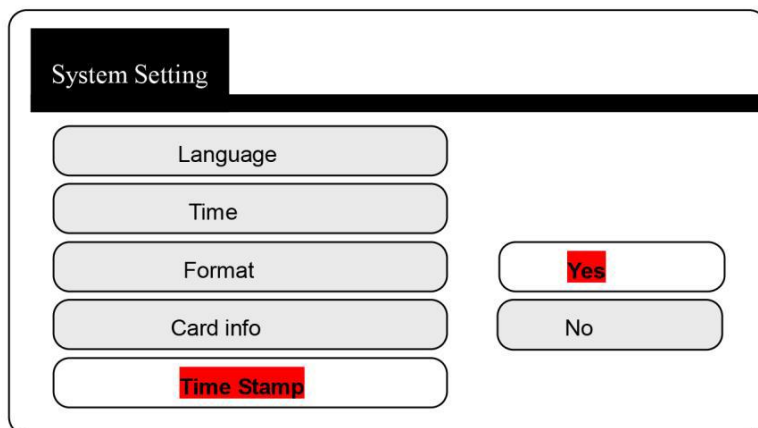 System Setting
Language
Time
Format
Yes
Card info
No
Time Stamp